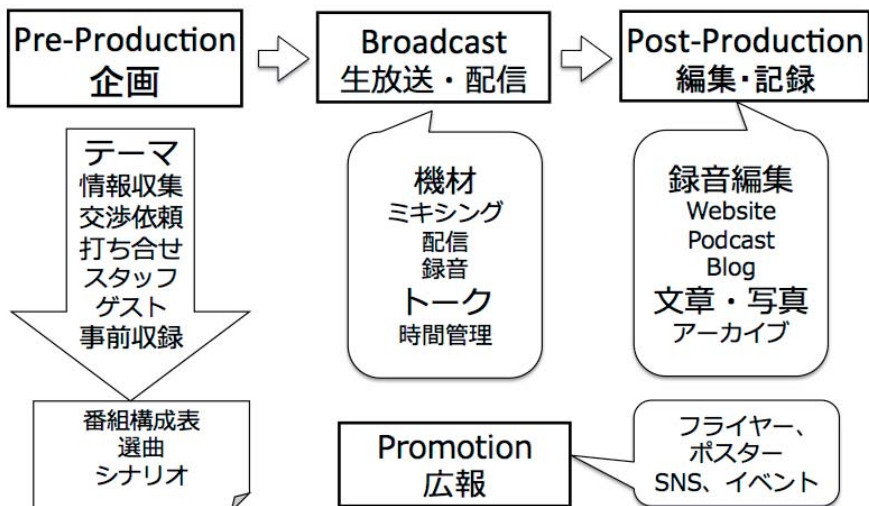 Pre-Production
企画
Broadcast
生放送・配信
Post-Production
編集・記録
テーマ
情報収集
交渉依頼
打ち合せ
スタッフ
ゲスト
事前収録
番組構成表
選曲
シナリオ
機材
ミキシング
配信
録音
トーク
時間管理
録音編集
Website
Podcast
Blog
文章・写真
アーカイブ
Promotion
広報
フライヤー、
ポスター
SNS、イベント